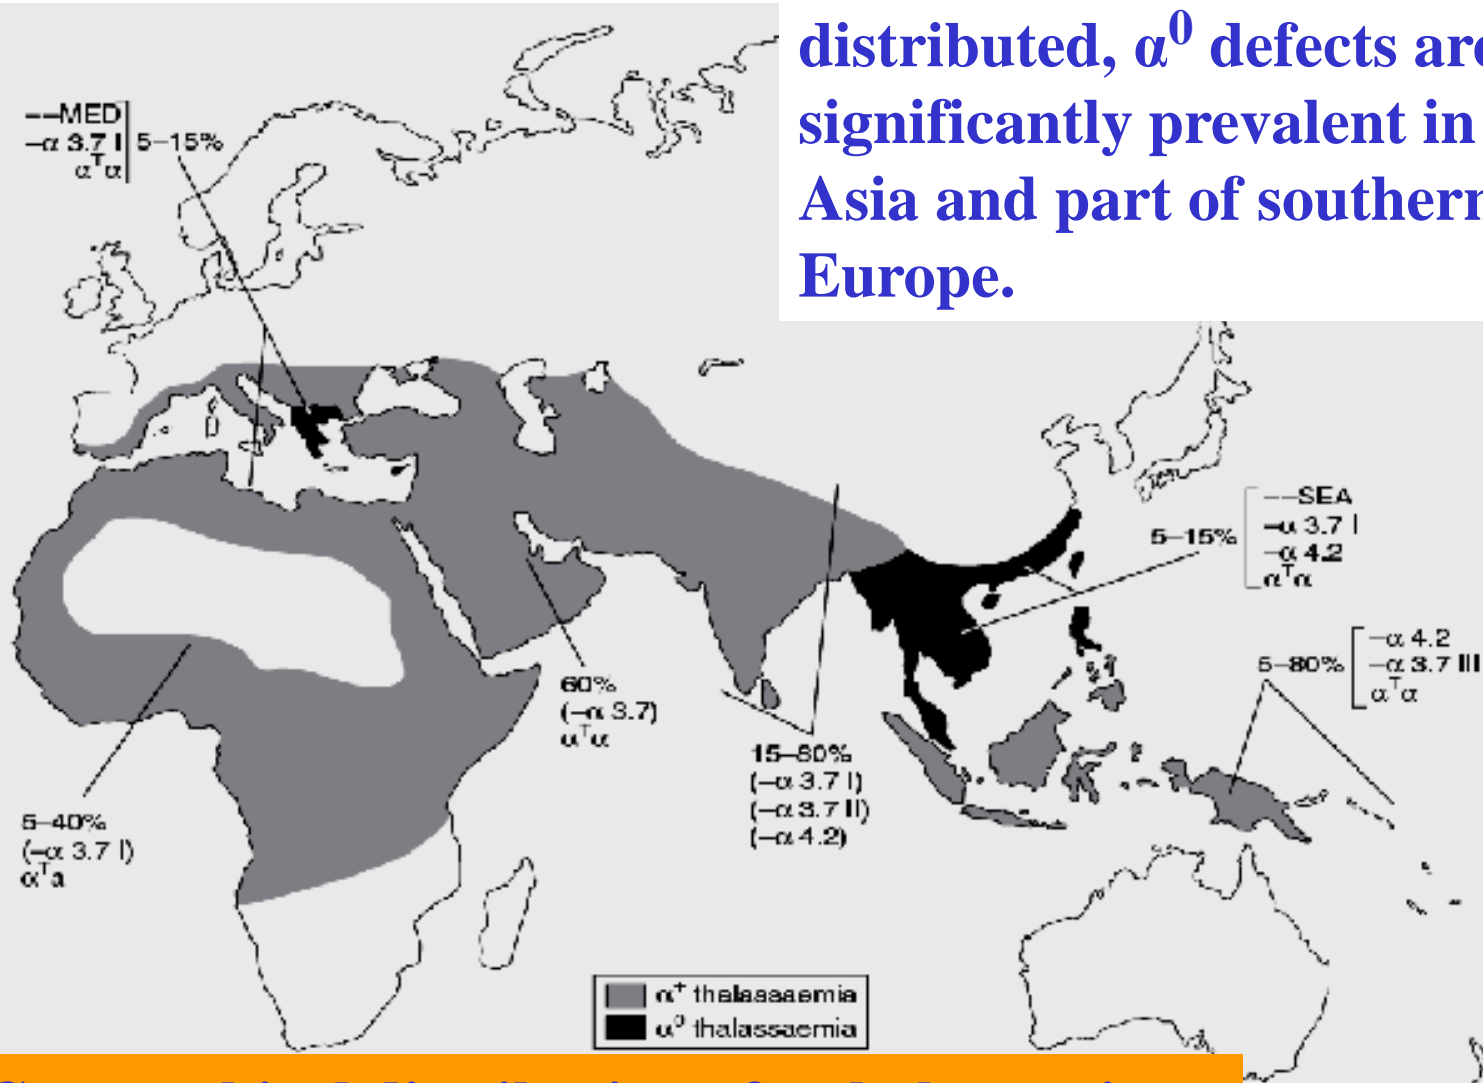 distributed, α⁰ defects are
significantly prevalent in
Asia and part of southern
Europe.
--MED
-α 3.7 I
αᵀα
5–15%
--SEA
-α 3.7 I
-α 4.2
αᵀα
5–15%
-α 4.2
-α 3.7 III
αᵀα
5–80%
60%
(-α 3.7)
αᵀα
15–80%
(-α 3.7 I)
(-α 3.7 II)
(-α 4.2)
5–40%
(-α 3.7 I)
αᵀa
α⁺ thalassaemia
α⁰ thalassaemia